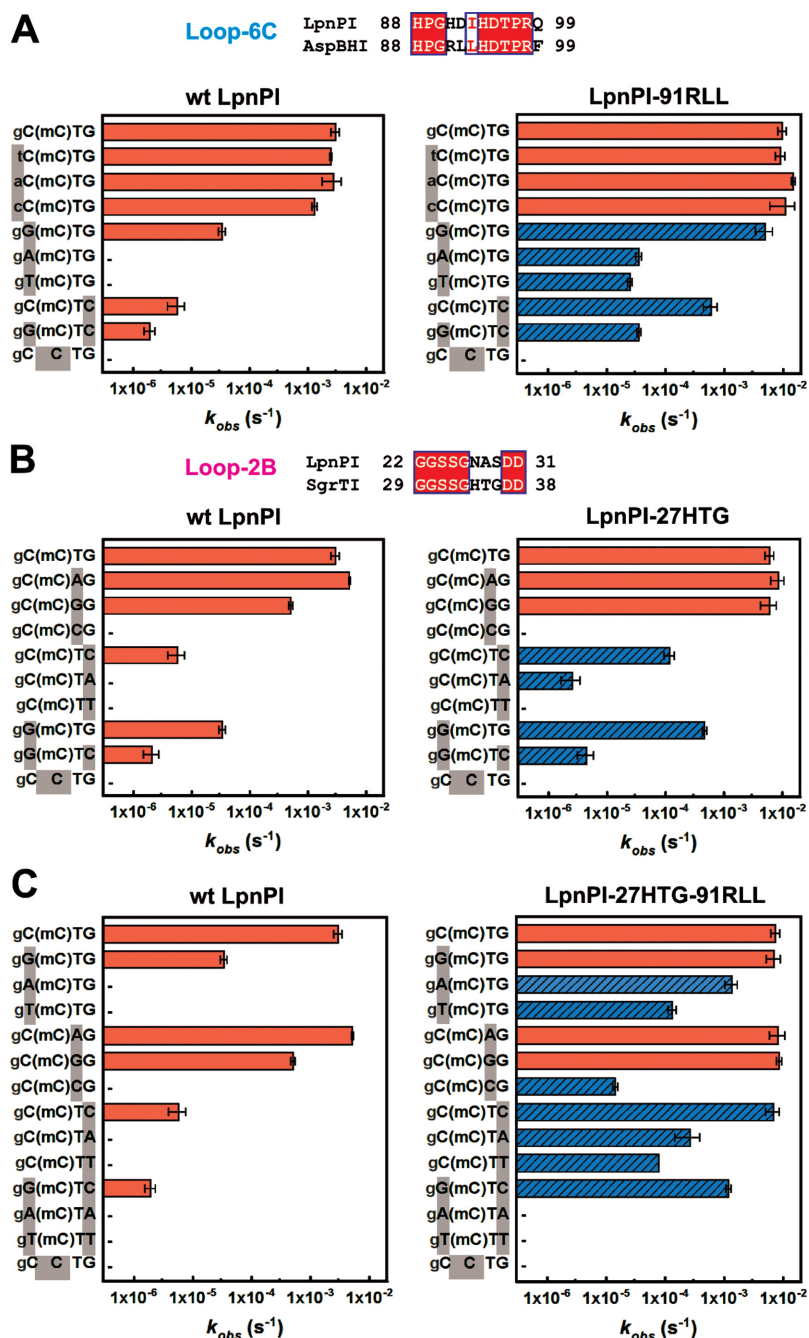 A
Loop-6C
LpnPI 88 HPGHDIHDTPRQ 99
AspBHI 88 HPGRLLHDTPRF 99
wt LpnPI
gC(mC)TG
tC(mC)TG
aC(mC)TG
cC(mC)TG
gG(mC)TG
gA(mC)TG
gT(mC)TG
gC(mC)TC
gG(mC)TC
gC C TG
1x10-6 1x10-5 1x10-4 1x10-3 1x10-2
kobs (s-1)
LpnPI-91RLL
gC(mC)TG
tC(mC)TG
aC(mC)TG
cC(mC)TG
gG(mC)TG
gA(mC)TG
gT(mC)TG
gC(mC)TC
gG(mC)TC
gC C TG
1x10-6 1x10-5 1x10-4 1x10-3 1x10-2
kobs (s-1)
B
Loop-2B
LpnPI 22 GGSSGNASDD 31
SgrTI 29 GGSSGHTGDD 38
wt LpnPI
gC(mC)TG
gC(mC)AG
gC(mC)GG
gC(mC)CG
gC(mC)TC
gC(mC)TA
gC(mC)TT
gG(mC)TG
gG(mC)TC
gC C TG
1x10-6 1x10-5 1x10-4 1x10-3 1x10-2
kobs (s-1)
LpnPI-27HTG
gC(mC)TG
gC(mC)AG
gC(mC)GG
gC(mC)CG
gC(mC)TC
gC(mC)TA
gC(mC)TT
gG(mC)TG
gG(mC)TC
gC C TG
1x10-6 1x10-5 1x10-4 1x10-3 1x10-2
kobs (s-1)
C
wt LpnPI
gC(mC)TG
gG(mC)TG
gA(mC)TG
gT(mC)TG
gC(mC)AG
gC(mC)GG
gC(mC)CG
gC(mC)TC
gC(mC)TA
gC(mC)TT
gG(mC)TC
gA(mC)TA
gT(mC)TT
gC C TG
1x10-6 1x10-5 1x10-4 1x10-3 1x10-2
kobs (s-1)
LpnPI-27HTG-91RLL
gC(mC)TG
gG(mC)TG
gA(mC)TG
gT(mC)TG
gC(mC)AG
gC(mC)GG
gC(mC)CG
gC(mC)TC
gC(mC)TA
gC(mC)TT
gG(mC)TC
gA(mC)TA
gT(mC)TT
gC C TG
1x10-6 1x10-5 1x10-4 1x10-3 1x10-2
kobs (s-1)